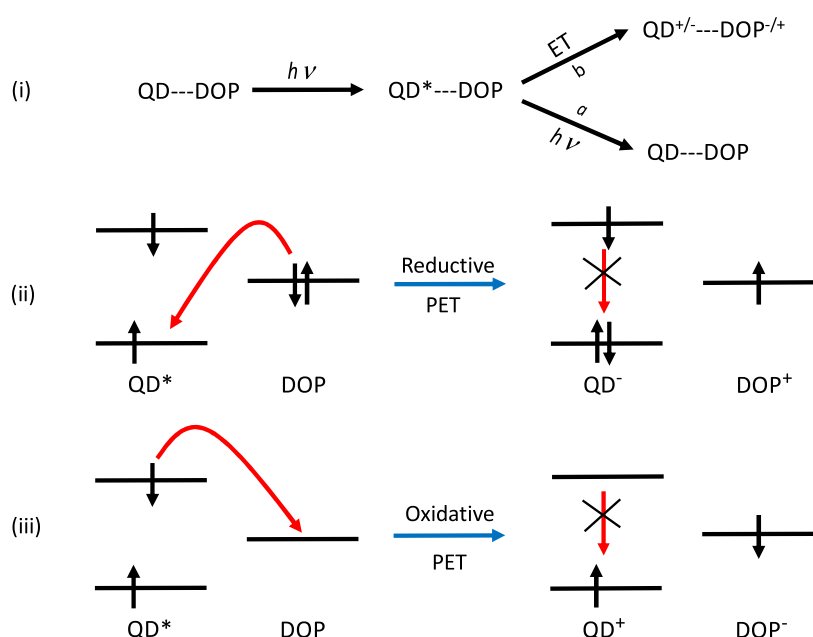 ET
QD+/----DOP-/+
b
(i)
QD---DOP
hν
QD*---DOP
a
hν
QD---DOP
(ii)
Reductive
PET
QD*
DOP
QD-
DOP+
(iii)
Oxidative
PET
QD*
DOP
QD+
DOP-